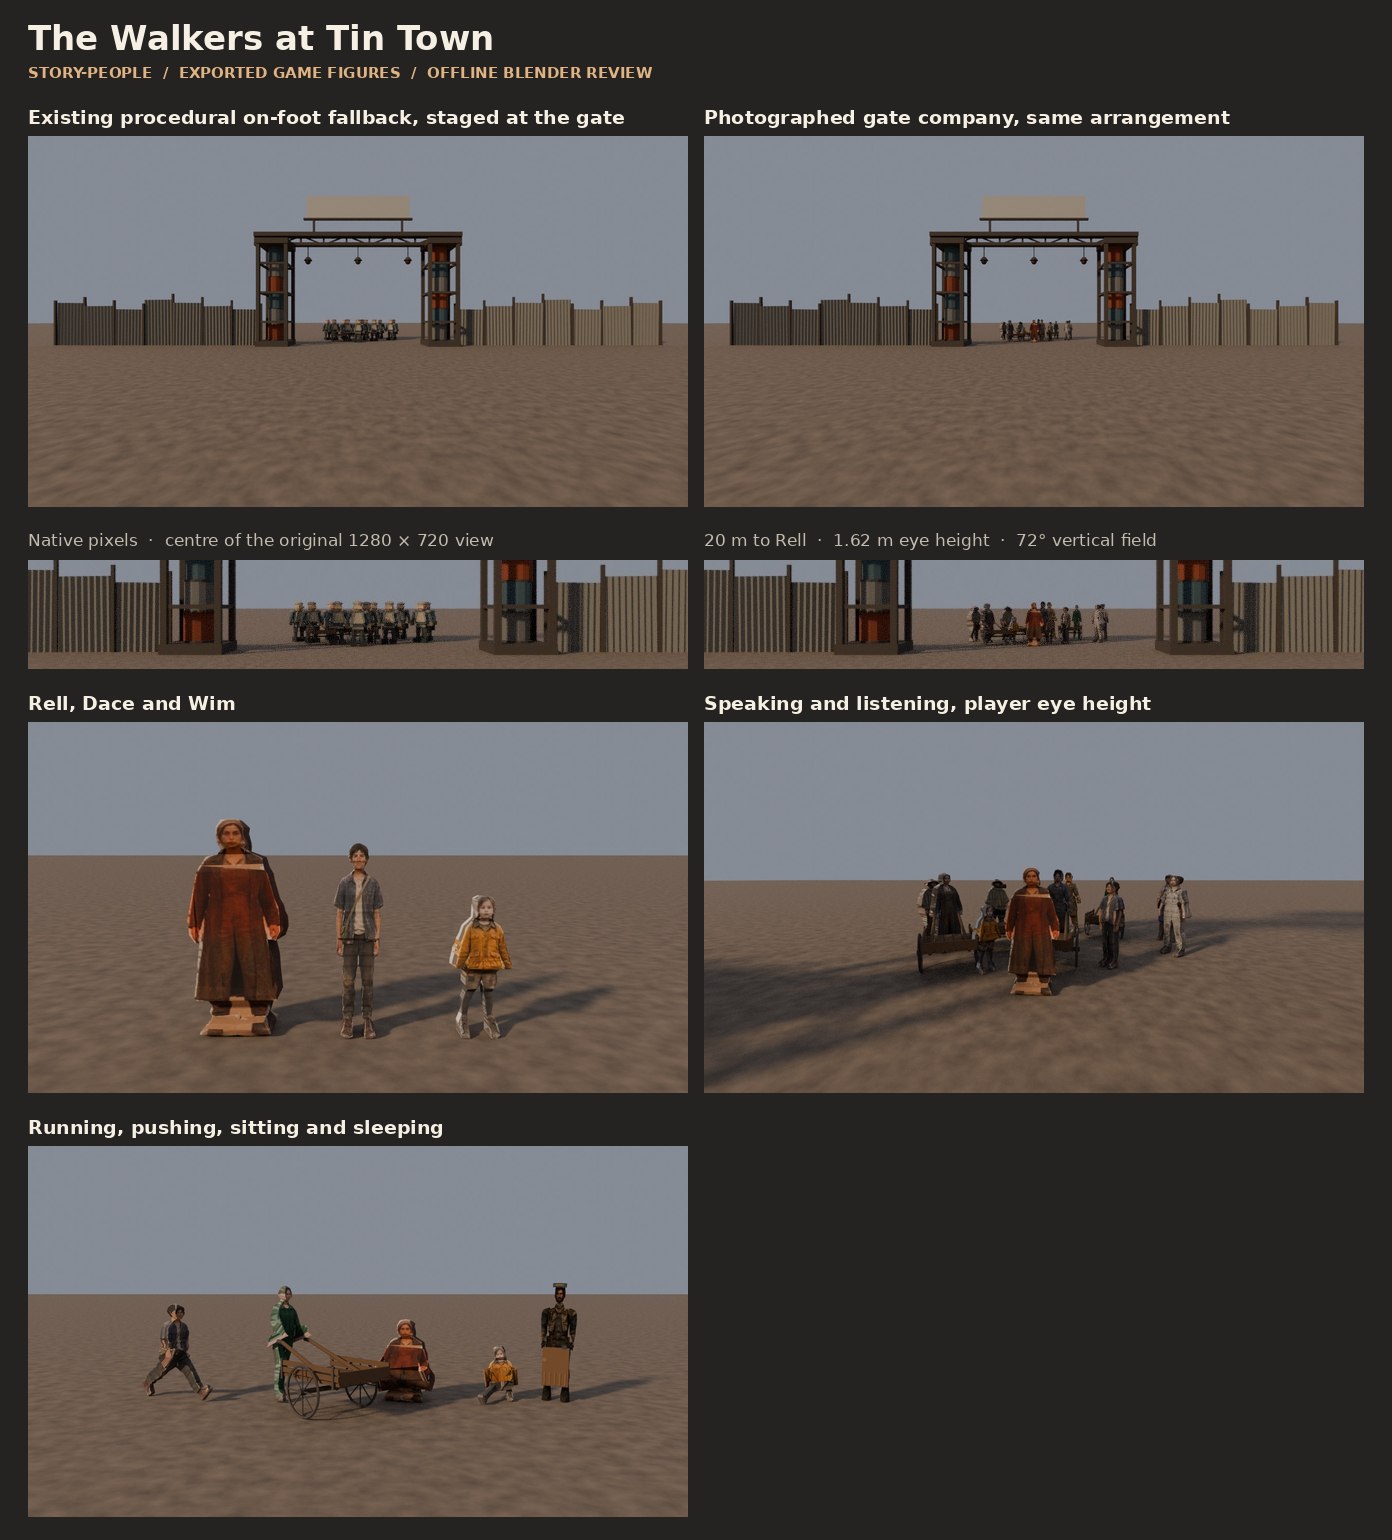 The Walkers at Tin Town
STORY-PEOPLE / EXPORTED GAME FIGURES / OFFLINE BLENDER REVIEW
Existing procedural on-foot fallback, staged at the gate
Photographed gate company, same arrangement
Native pixels · centre of the original 1280 × 720 view
20 m to Rell · 1.62 m eye height · 72° vertical field
Rell, Dace and Wim
Speaking and listening, player eye height
Running, pushing, sitting and sleeping